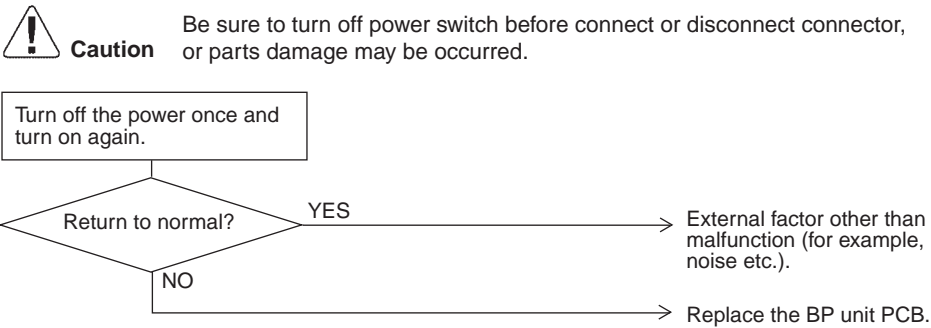 Be sure to turn off power switch before connect or disconnect connector,
Caution or parts damage may be occurred.
Turn off the power once and
turn on again.
Return to normal?
YES
External factor other than
malfunction (for example,
noise etc.).
NO
Replace the BP unit PCB.